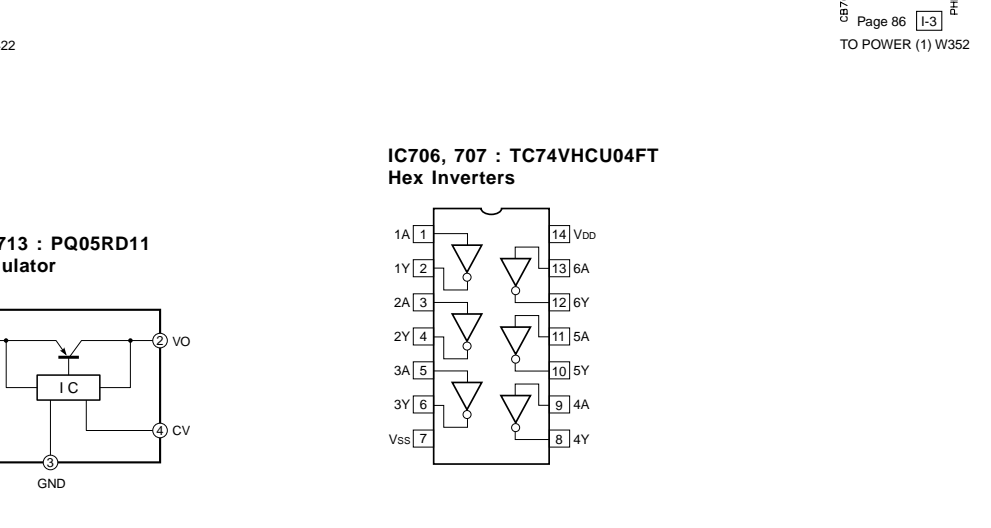 Page 86 I-3
TO POWER (1) W352
22
IC706, 707 : TC74VHCU04FT
Hex Inverters
1A 1
14 VDD
1Y 2
13 6A
2A 3
12 6Y
2Y 4
11 5A
3A 5
10 5Y
3Y 6
9 4A
Vss 7
8 4Y
713 : PQ05RD11
ulator
2 VO
I C
4 CV
3
GND